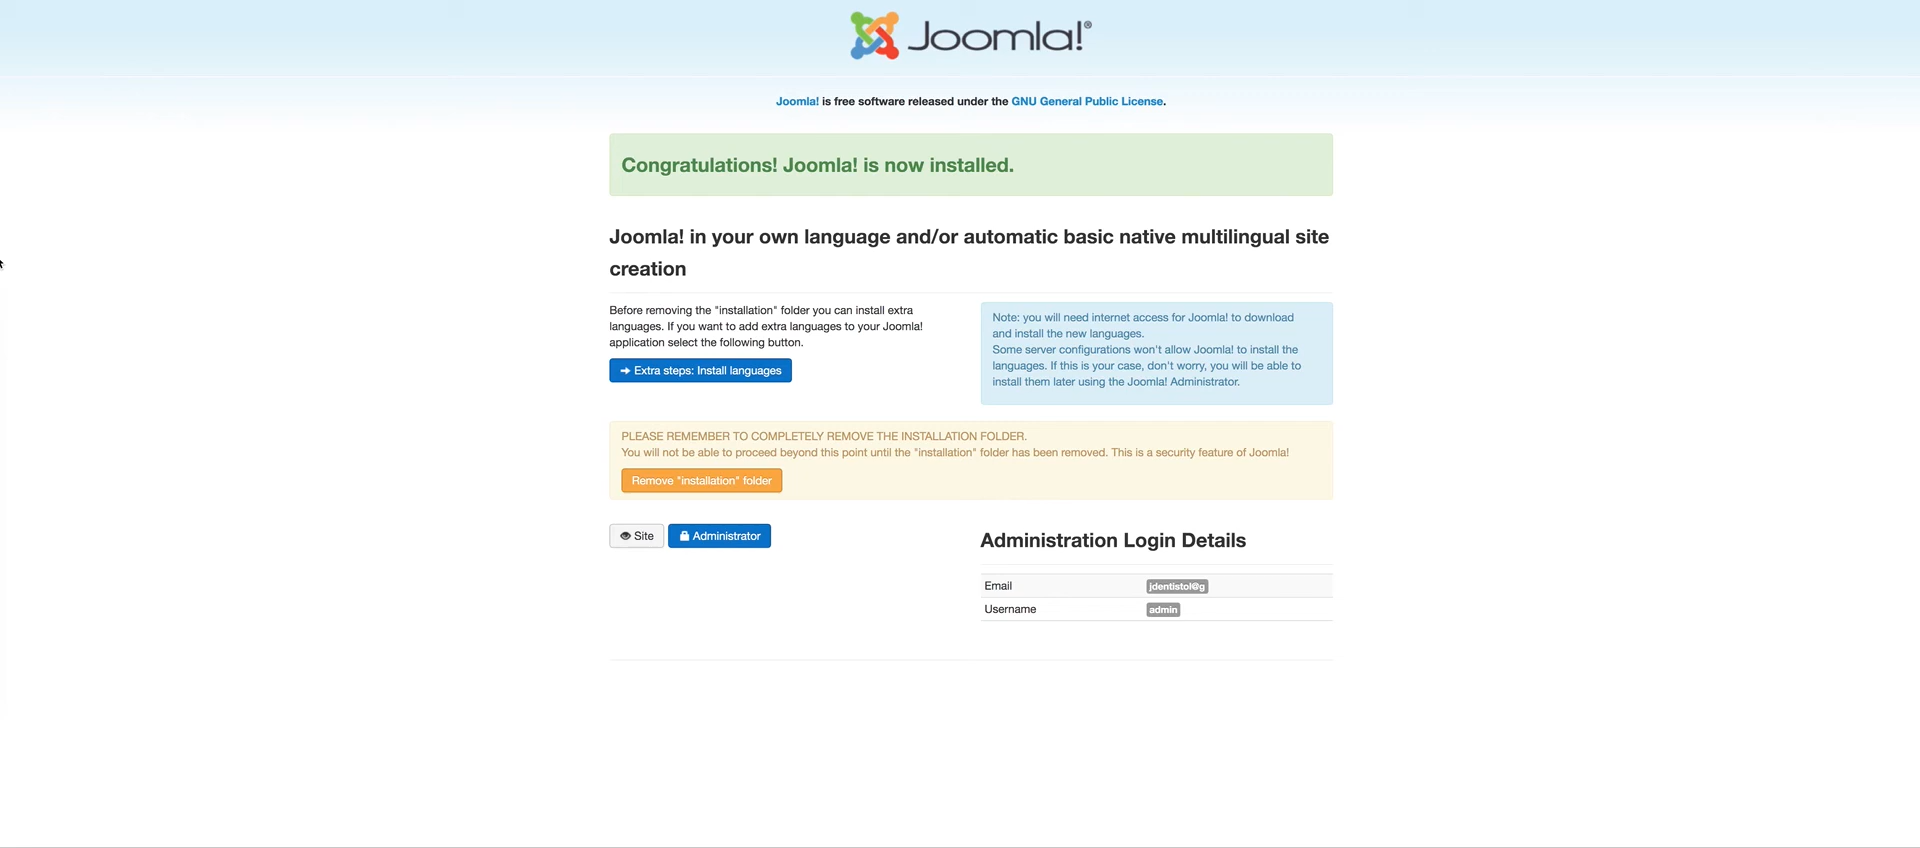 Joomla!®
Joomla! is free software released under the GNU General Public License.
Congratulations! Joomla! is now installed.
Joomla! in your own language and/or automatic basic native multilingual site
creation
Before removing the "installation" folder you can install extra
languages. If you want to add extra languages to your Joomla!
application select the following button.
Extra steps: Install languages
Note: you will need internet access for Joomla! to download
and install the new languages.
Some server configurations won't allow Joomla! to install the
languages. If this is your case, don't worry, you will be able to
install them later using the Joomla! Administrator.
PLEASE REMEMBER TO COMPLETELY REMOVE THE INSTALLATION FOLDER.
You will not be able to proceed beyond this point until the "installation" folder has been removed. This is a security feature of Joomla!
Remove "installation" folder
Site Administrator
Administration Login Details
Email jdentistol@g
Username admin